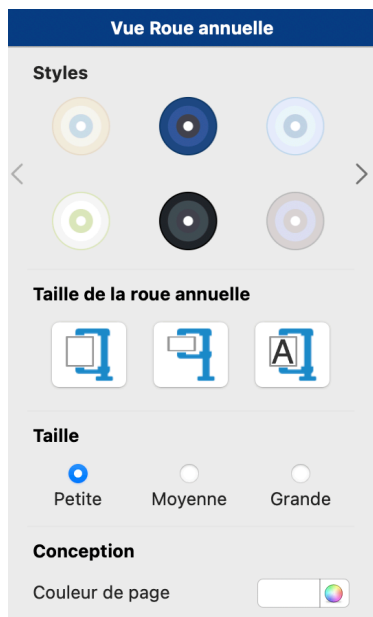 Vue Roue annuelle
Styles
Taille de la roue annuelle
A
Taille
Petite Moyenne Grande
Conception
Couleur de page